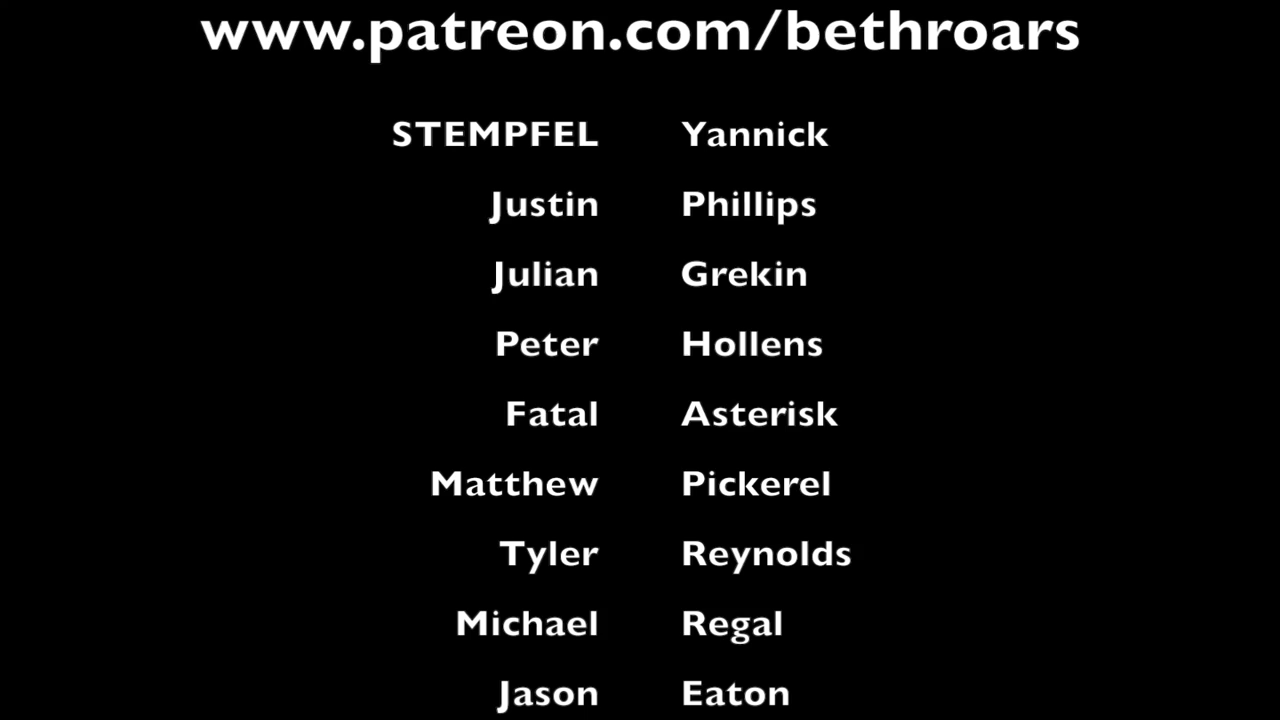 www.patreon.com/bethroars
STEMPFEL Yannick
Justin Phillips
Julian Grekin
Peter Hollens
Fatal Asterisk
Matthew Pickerel
Tyler Reynolds
Michael Regal
Jason Eaton